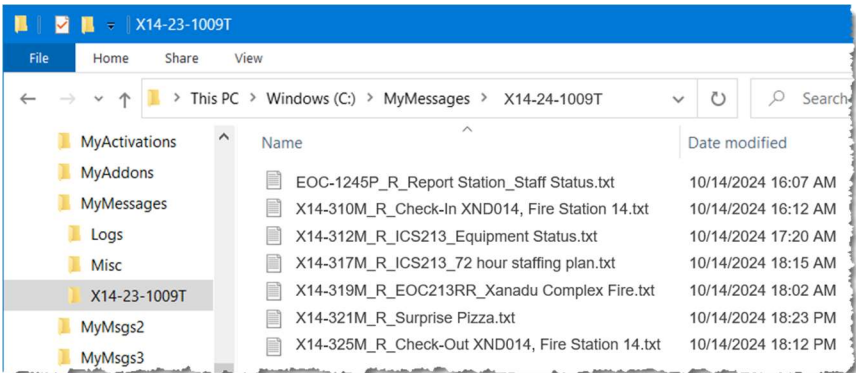 X14-23-1009T
File Home Share View
This PC > Windows (C:) > MyMessages > X14-24-1009T Search
MyActivations
MyAddons
MyMessages
Logs
Misc
X14-23-1009T
MyMsgs2
MyMsgs3
Name Date modified
EOC-1245P_R_Report Station_Staff Status.txt 10/14/2024 16:07 AM
X14-310M_R_Check-In XND014, Fire Station 14.txt 10/14/2024 16:12 AM
X14-312M_R_ICS213_Equipment Status.txt 10/14/2024 17:20 AM
X14-317M_R_ICS213_72 hour staffing plan.txt 10/14/2024 18:15 AM
X14-319M_R_EOC213RR_Xanadu Complex Fire.txt 10/14/2024 18:02 AM
X14-321M_R_Surprise Pizza.txt 10/14/2024 18:23 PM
X14-325M_R_Check-Out XND014, Fire Station 14.txt 10/14/2024 18:12 PM